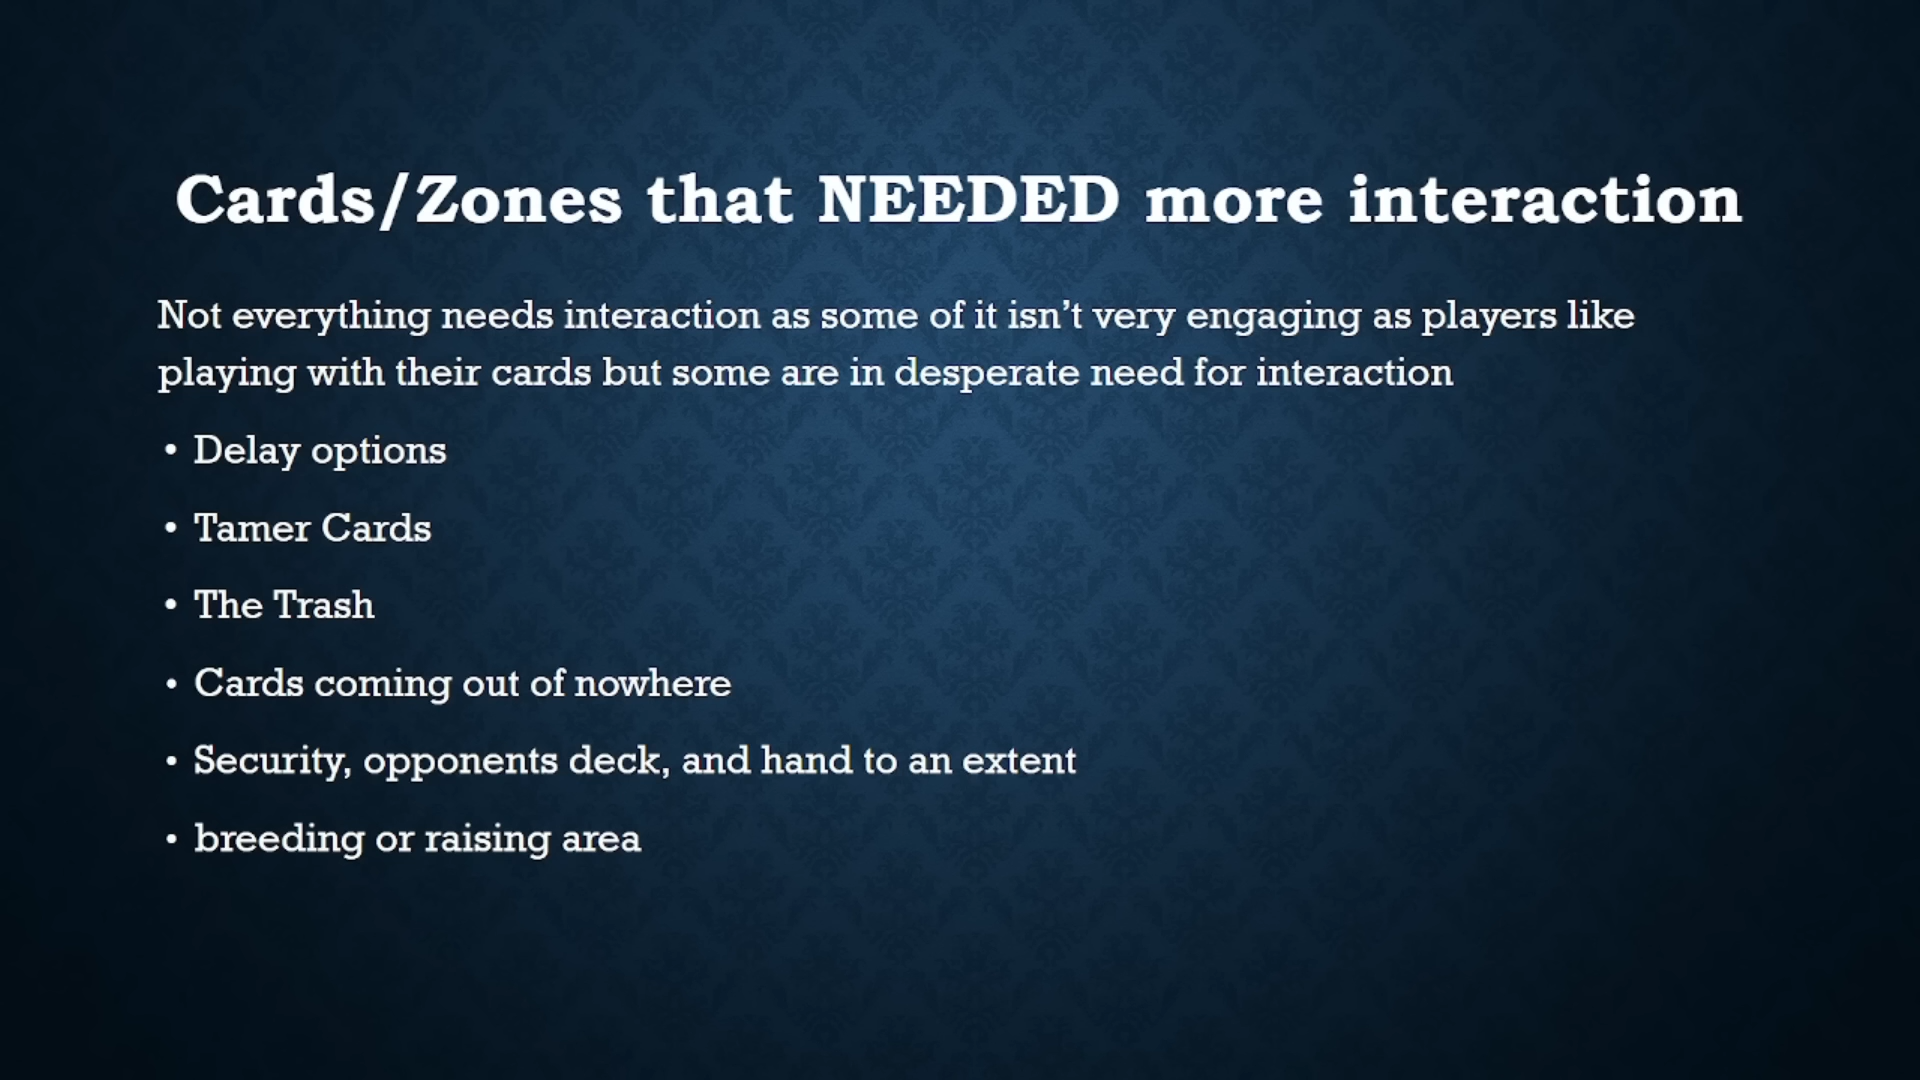 Cards/Zones that NEEDED more interaction
Not everything needs interaction as some of it isn’t very engaging as players like
playing with their cards but some are in desperate need for interaction
• Delay options
• Tamer Cards
• The Trash
• Cards coming out of nowhere
• Security, opponents deck, and hand to an extent
• breeding or raising area